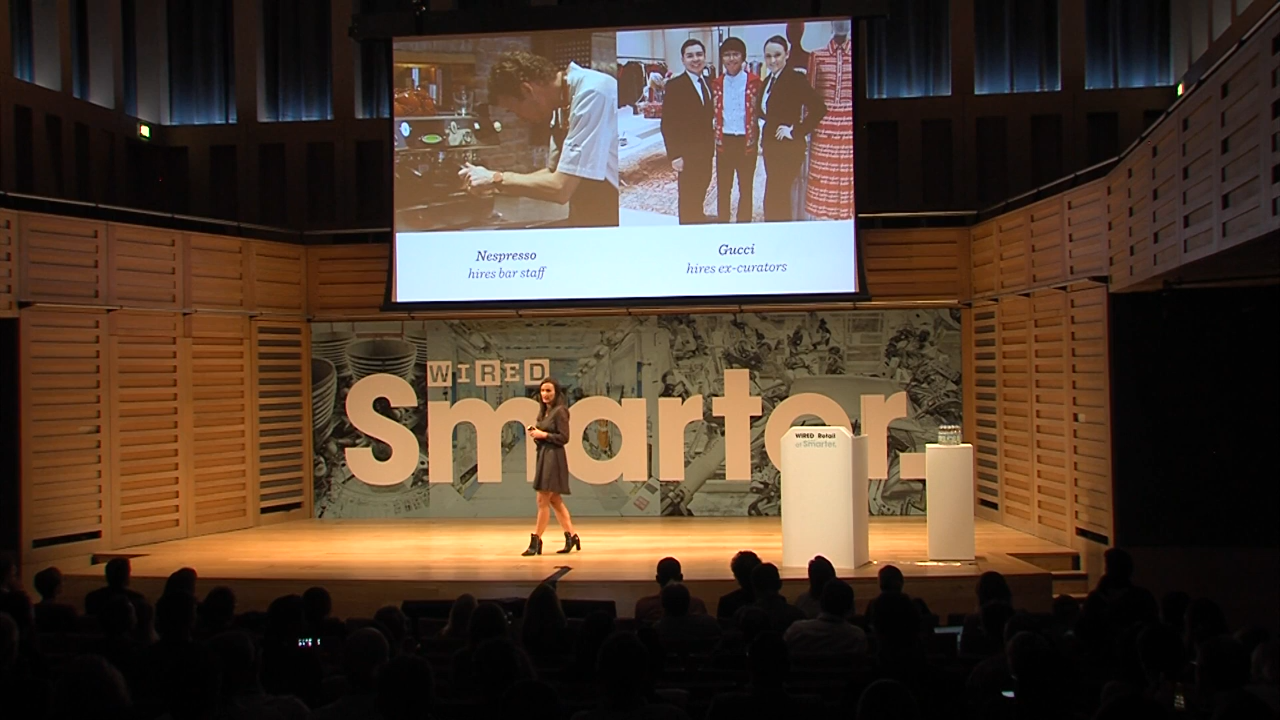 Nespresso
hires bar staff
Gucci
hires ex-curators
WIRED
Smarter.
WIRED Retail
Smarter.